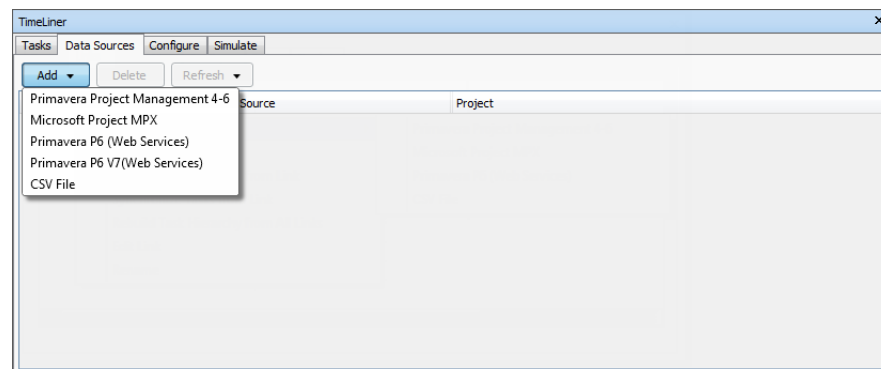 TimeLiner
Tasks Data Sources Configure Simulate
Add Delete Refresh
Source Project
Primavera Project Management 4-6
Microsoft Project MPX
Primavera P6 (Web Services)
Primavera P6 V7(Web Services)
CSV File